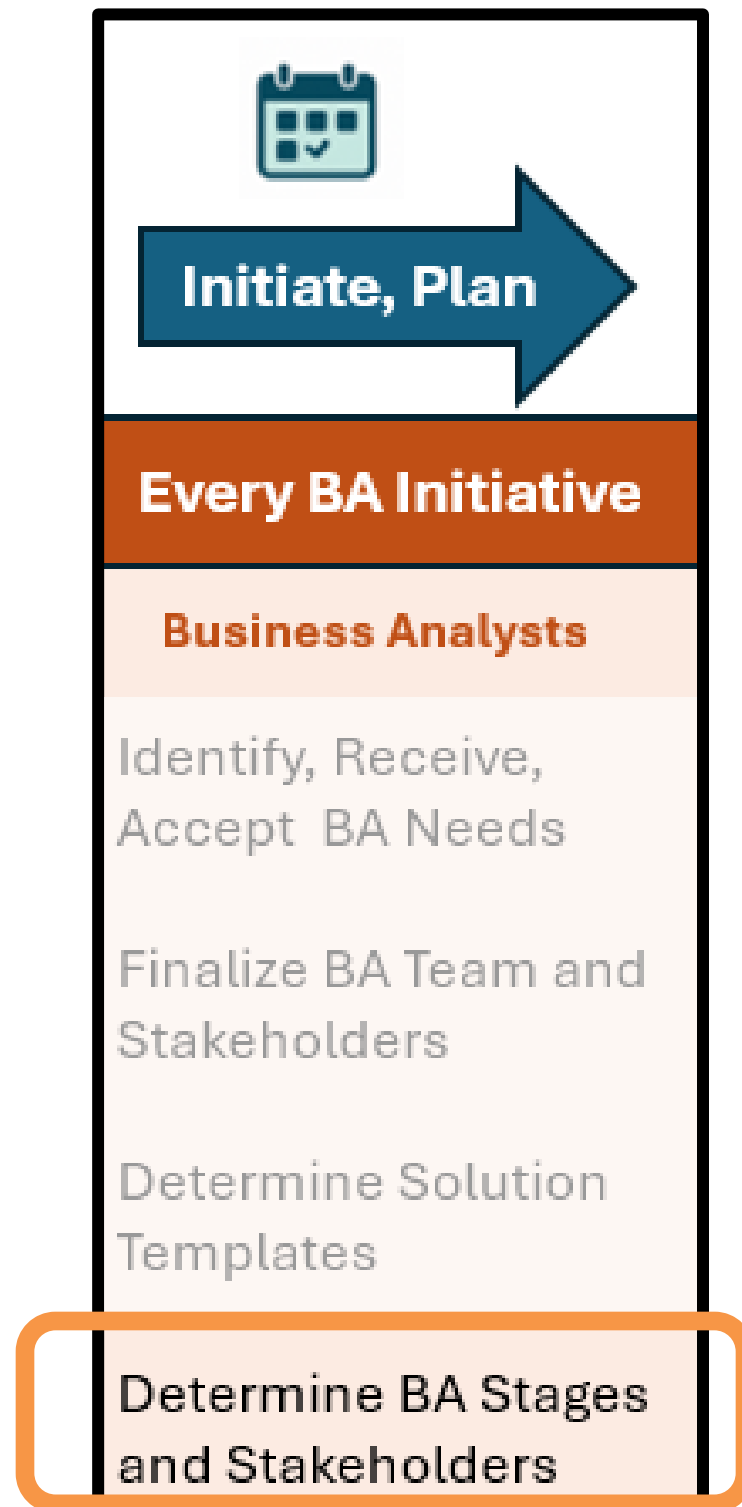 Initiate, Plan
Every BA Initiative
Business Analysts
Identify, Receive,
Accept  BA Needs
Finalize BA Team and
Stakeholders
Determine Solution
Templates
Determine BA Stages
and Stakeholders